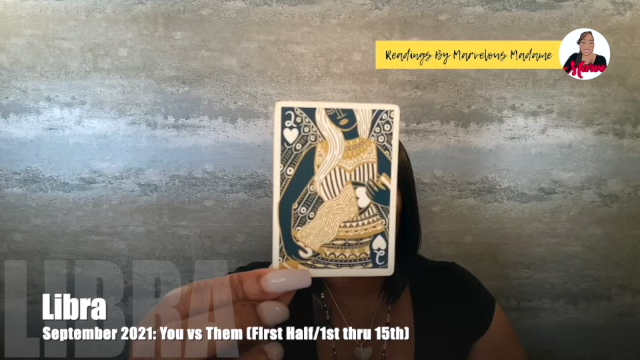 Readings By Marvelous Madame
LIBRA
Libra
September 2021: You vs Them (FIrst Half/1st thru 15th)